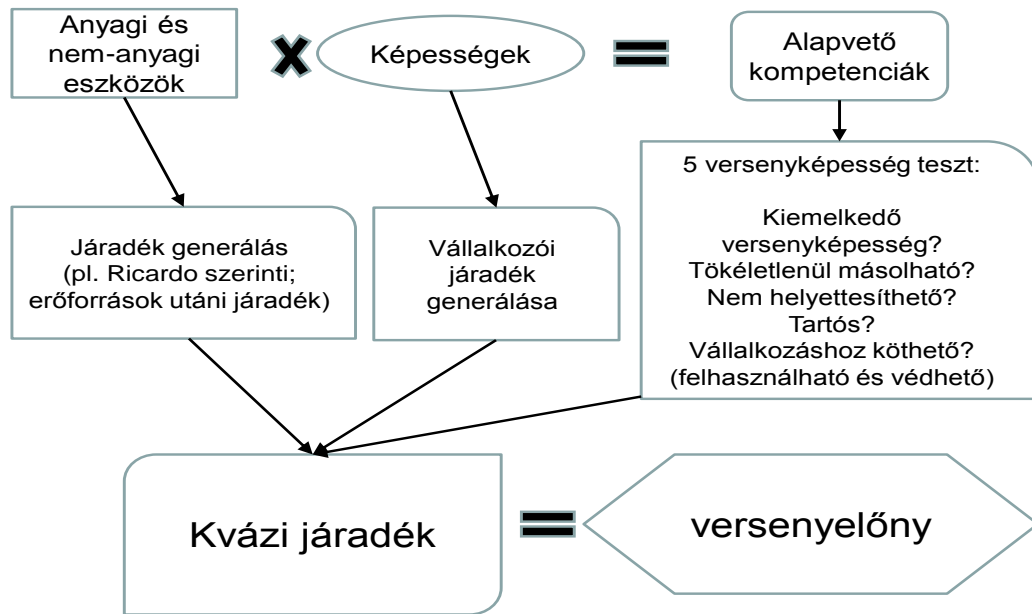 Anyagi és
nem-anyagi
eszközök
Képességek
Alapvető
kompetenciák
Járadék generálás
(pl. Ricardo szerinti;
erőforrások utáni járadék)
Vállalkozói
járadék
generálása
5 versenyképesség teszt:
Kiemelkedő
versenyképesség?
Tökéletlenül másolható?
Nem helyettesíthető?
Tartós?
Vállalkozáshoz köthető?
(felhasználható és védhető)
Kvázi járadék
versenyelőny